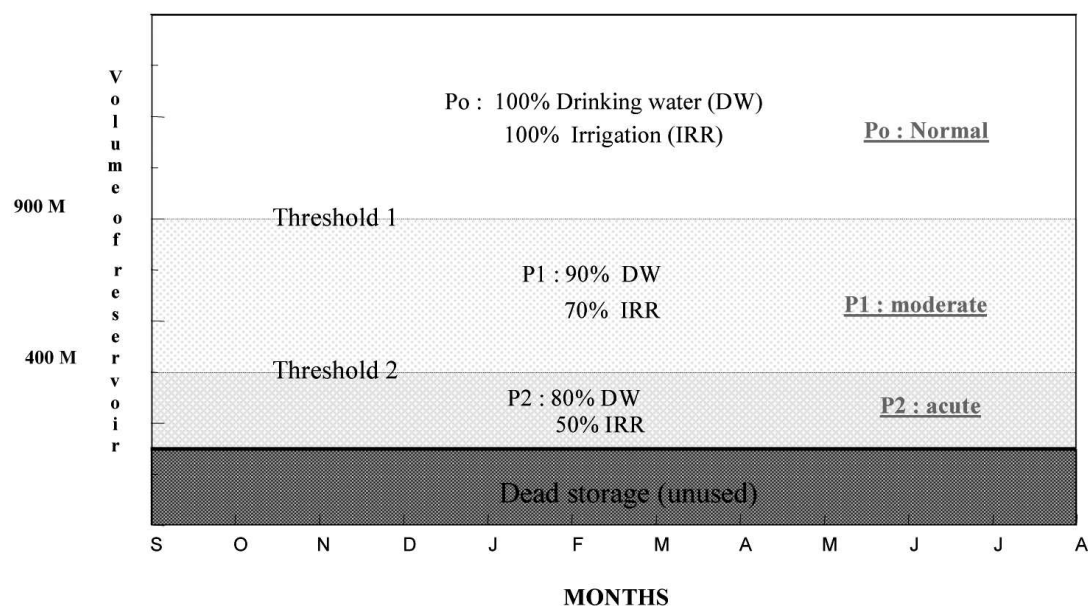 Volume of reservoir
Po : 100% Drinking water (DW)
100% Irrigation (IRR)
Po : Normal
900 M
Threshold 1
P1 : 90% DW
70% IRR
P1 : moderate
400 M
Threshold 2
P2 : 80% DW
50% IRR
P2 : acute
Dead storage (unused)
S O N D J F M A M J J A
MONTHS